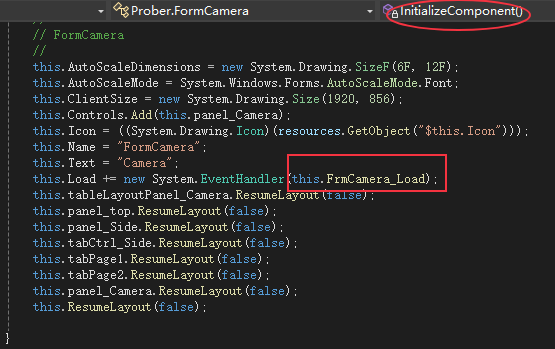 Prober.FormCamera InitializeComponent()
//
// FormCamera
//
this.AutoScaleDimensions = new System.Drawing.SizeF(6F, 12F);
this.AutoScaleMode = System.Windows.Forms.AutoScaleMode.Font;
this.ClientSize = new System.Drawing.Size(1920, 856);
this.Controls.Add(this.panel_Camera);
this.Icon = ((System.Drawing.Icon)(resources.GetObject("$this.Icon")));
this.Name = "FormCamera";
this.Text = "Camera";
this.Load += new System.EventHandler(this.FrmCamera_Load);
this.tableLayoutPanel_Camera.ResumeLayout(false);
this.panel_top.ResumeLayout(false);
this.panel_Side.ResumeLayout(false);
this.tabCtrl_Side.ResumeLayout(false);
this.tabPage1.ResumeLayout(false);
this.tabPage2.ResumeLayout(false);
this.panel_Camera.ResumeLayout(false);
this.ResumeLayout(false);
}